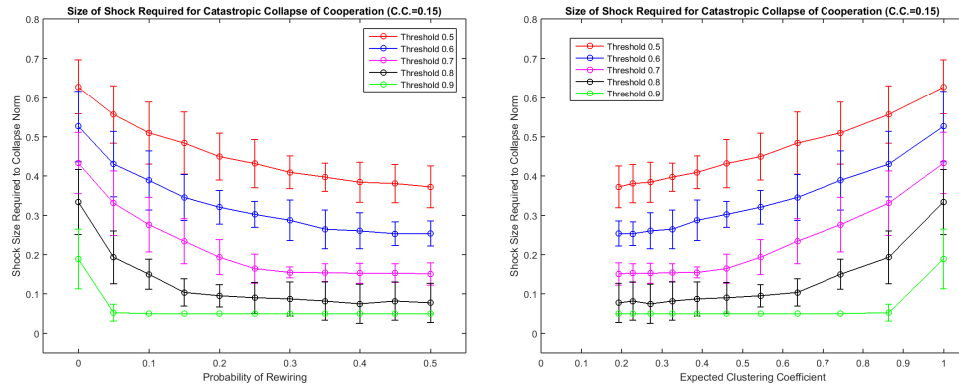 Size of Shock Required for Catastropic Collapse of Cooperation (C.C.=0.15)
0.8
0.7
0.6
0.5
0.4
0.3
0.2
0.1
0
Shock Size Required to Collapse Norm
Threshold 0.5
Threshold 0.6
Threshold 0.7
Threshold 0.8
Threshold 0.9
0 0.1 0.2 0.3 0.4 0.5
Probability of Rewiring
Size of Shock Required for Catastropic Collapse of Cooperation (C.C.=0.15)
0.8
0.7
0.6
0.5
0.4
0.3
0.2
0.1
0
Shock Size Required to Collapse Norm
Threshold 0.5
Threshold 0.6
Threshold 0.7
Threshold 0.8
Threshold 0.9
0 0.1 0.2 0.3 0.4 0.5 0.6 0.7 0.8 0.9 1
Expected Clustering Coefficient